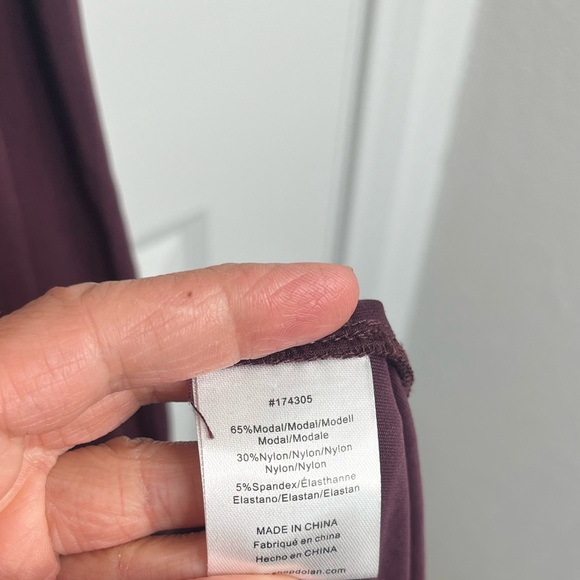 #174305
65%Modal/Modal/Modell
Modal/Modale
30%Nylon/Nylon/Nylon
Nylon/Nylon
5%Spandex/Élasthanne
Elastano/Elastan/Elastan
MADE IN CHINA
Fabriqué en CHINA
Hecho en CHINA